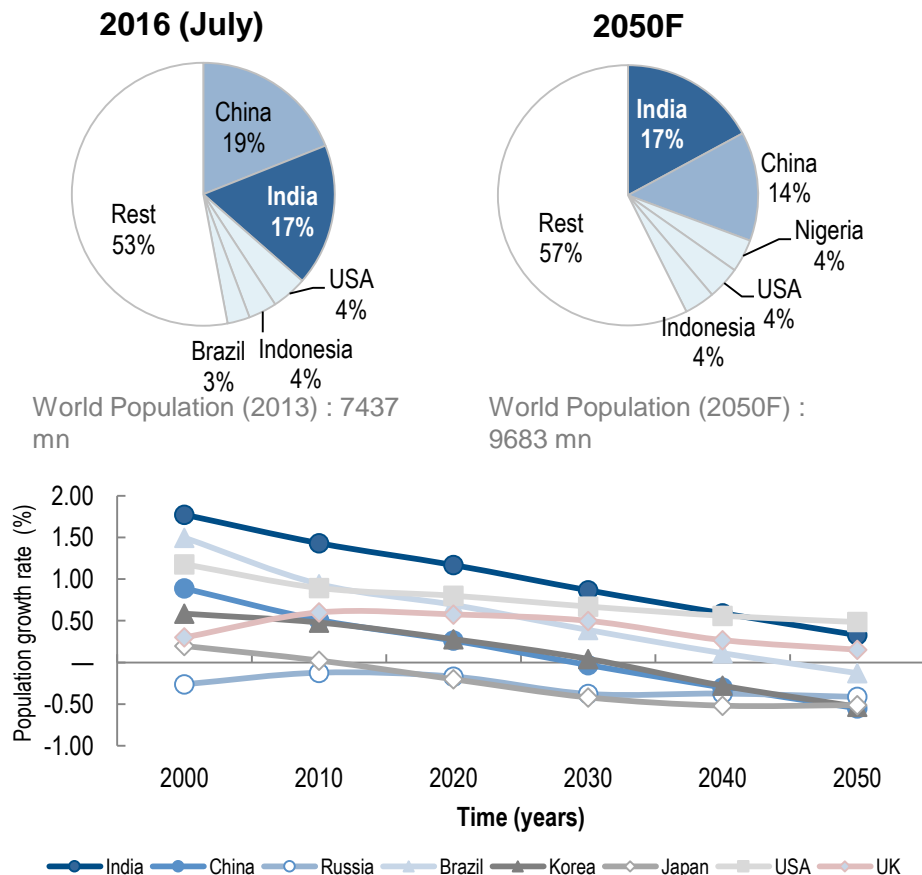 2016 (July)
China
19%
India
17%
USA
4%
Indonesia
4%
Brazil
3%
Rest
53%
World Population (2013) : 7437
mn
2050F
India
17%
China
14%
Nigeria
4%
USA
4%
Indonesia
4%
Rest
57%
World Population (2050F) :
9683 mn
Population growth rate (%)
2.00
1.50
1.00
0.50
—
-0.50
-1.00
2000 2010 2020 2030 2040 2050
Time (years)
India China Russia Brazil Korea Japan USA UK